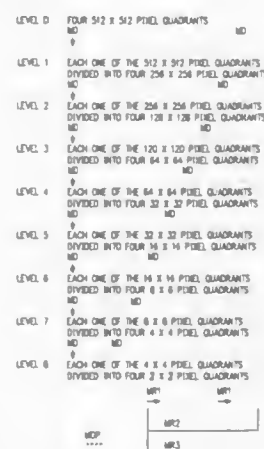 LEVEL 0 FOUR 512 X 512 PIXEL QUADRANTS
MD MD
LEVEL 1 EACH ONE OF THE 512 X 512 PIXEL QUADRANTS
DIVIDED INTO FOUR 256 X 256 PIXEL QUADRANTS
MD MD
LEVEL 2 EACH ONE OF THE 256 X 256 PIXEL QUADRANTS
DIVIDED INTO FOUR 128 X 128 PIXEL QUADRANTS
MD MD
LEVEL 3 EACH ONE OF THE 120 X 120 PIXEL QUADRANTS
DIVIDED INTO FOUR 64 X 64 PIXEL QUADRANTS
MD MD
LEVEL 4 EACH ONE OF THE 64 X 64 PIXEL QUADRANTS
DIVIDED INTO FOUR 32 X 32 PIXEL QUADRANTS
MD MD
LEVEL 5 EACH ONE OF THE 32 X 32 PIXEL QUADRANTS
DIVIDED INTO FOUR 16 X 16 PIXEL QUADRANTS
MD MD
LEVEL 6 EACH ONE OF THE 16 X 16 PIXEL QUADRANTS
DIVIDED INTO FOUR 8 X 8 PIXEL QUADRANTS
MD MD
LEVEL 7 EACH ONE OF THE 8 X 8 PIXEL QUADRANTS
DIVIDED INTO FOUR 4 X 4 PIXEL QUADRANTS
MD MD
LEVEL 8 EACH ONE OF THE 4 X 4 PIXEL QUADRANTS
DIVIDED INTO FOUR 2 X 2 PIXEL QUADRANTS
MR1 MR1
MR2
MDP MR3